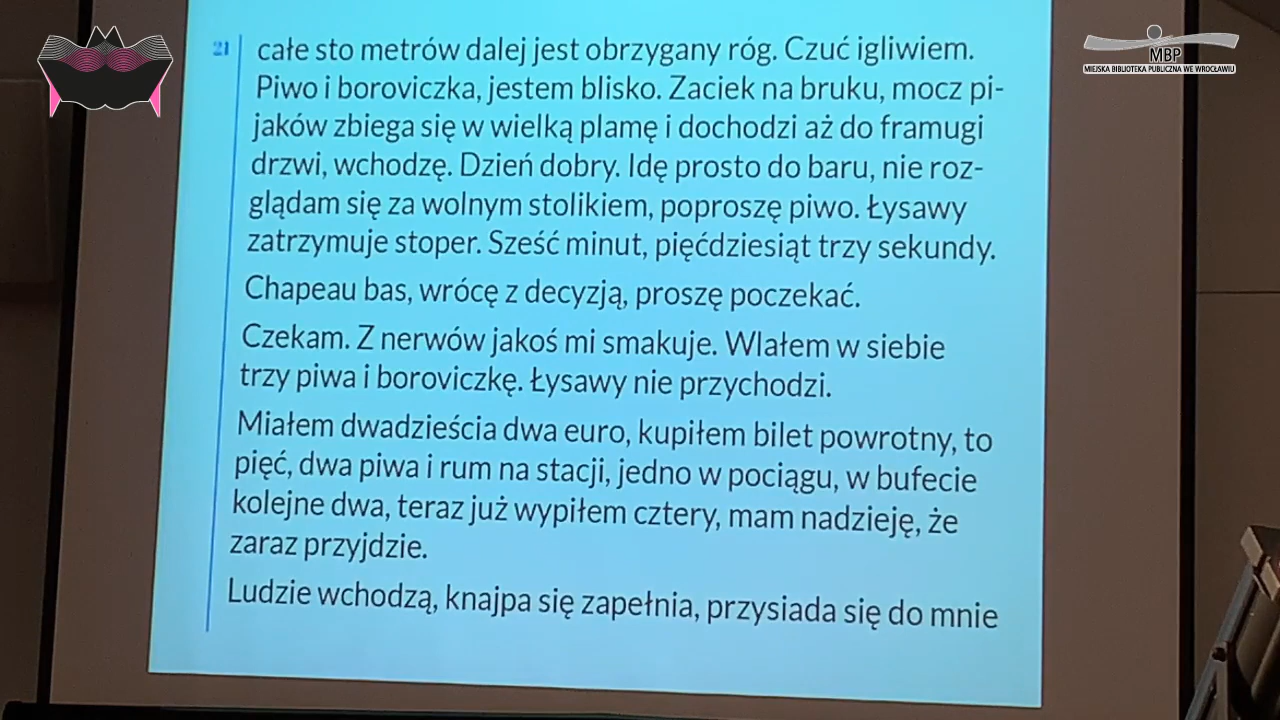 21
całe sto metrów dalej jest obrzygany róg. Czuć igliwiem.
Piwo i boroviczka, jestem blisko. Zaciek na bruku, mocz pi-
jaków zbiega się w wielką plamę i dochodzi aż do framugi
drzwi, wchodzę. Dzień dobry. Idę prosto do baru, nie roz-
glądam się za wolnym stolikiem, poproszę piwo. Łysawy
zatrzymuje stoper. Sześć minut, pięćdziesiąt trzy sekundy.
Chapeau bas, wrócę z decyzją, proszę poczekać.
Czekam. Z nerwów jakoś mi smakuje. Wlałem w siebie
trzy piwa i boroviczkę. Łysawy nie przychodzi.
Miałem dwadzieścia dwa euro, kupiłem bilet powrotny, to
pięć, dwa piwa i rum na stacji, jedno w pociągu, w bufecie
kolejne dwa, teraz już wypiłem cztery, mam nadzieję, że
zaraz przyjdzie.
Ludzie wchodzą, knajpa się zapełnia, przysiada się do mnie
MBP
MIEJSKA BIBLIOTEKA PUBLICZNA WE WROCŁAWIU